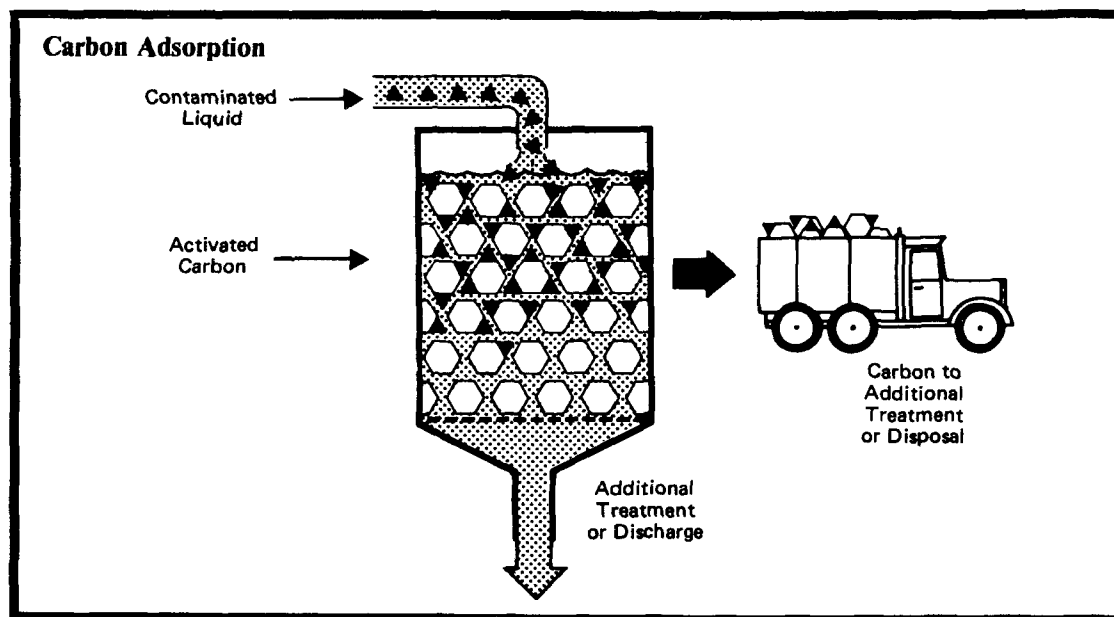 Carbon Adsorption
Contaminated
Liquid
Activated
Carbon
Carbon to
Additional
Treatment
or Disposal
Additional
Treatment
or Discharge